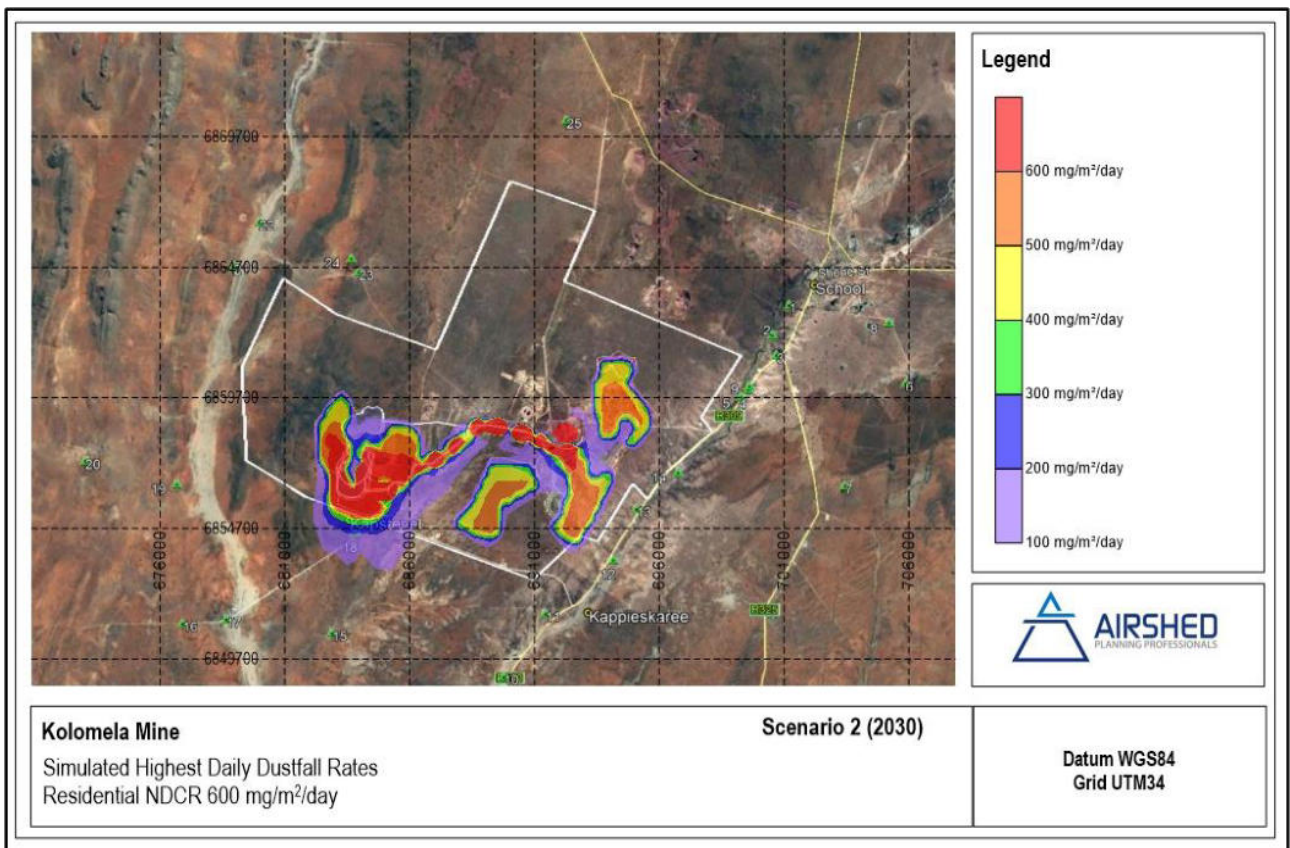 25
6869700
22
24
23
6864700
School
1
2
8
3
9
6
5
4
6859700
R385
20
19
14
7
13
6854700
Kapstevel
18
12
676000
681000
686000
691000
696000
701000
706000
11
Kappieskaree
R325
16
17
15
6849700
10
Legend
600 mg/m²/day
500 mg/m²/day
400 mg/m²/day
300 mg/m²/day
200 mg/m²/day
100 mg/m²/day
AIRSHED
PLANNING PROFESSIONALS
Kolomela Mine
Scenario 2 (2030)
Simulated Highest Daily Dustfall Rates
Residential NDCR 600 mg/m²/day
Datum WGS84
Grid UTM34